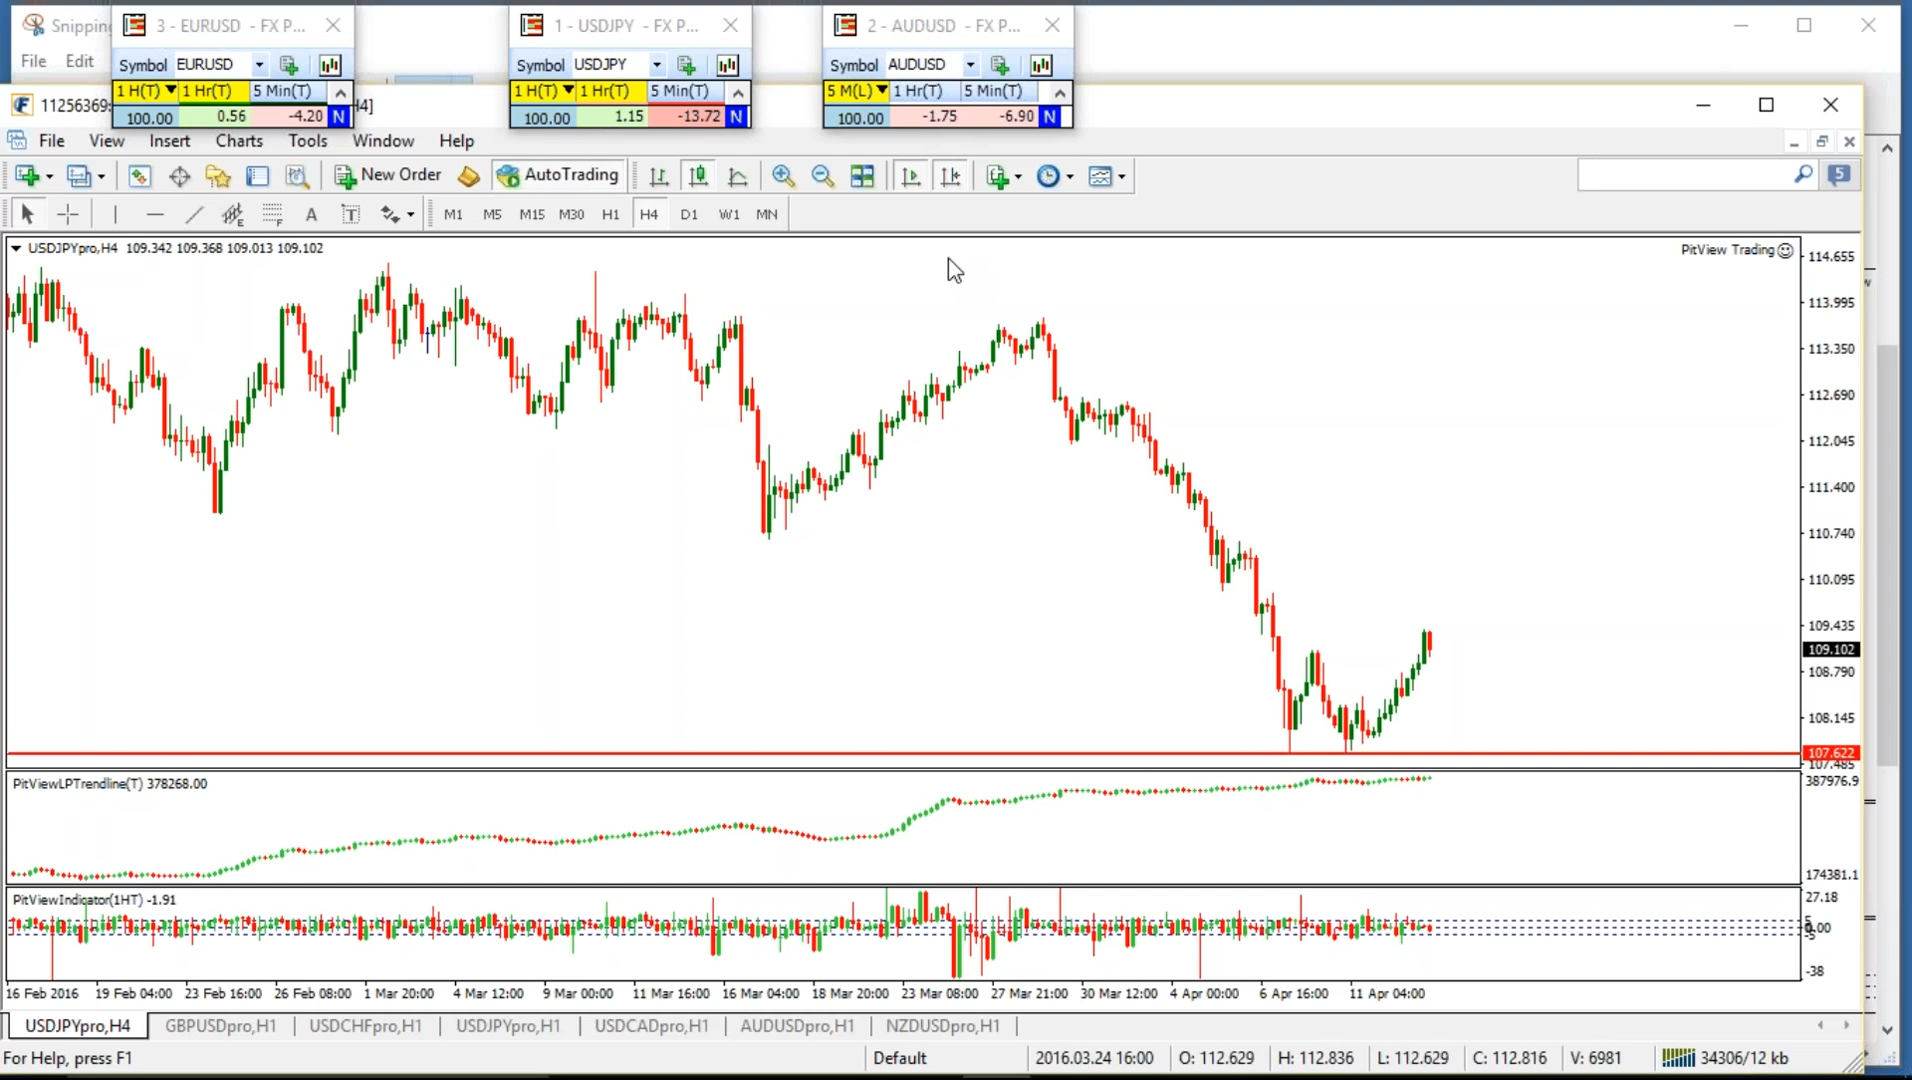 Snipping
3 - EURUSD - FX P...
1 - USDJPY - FX P...
2 - AUDUSD - FX P...
File Edit
Symbol EURUSD
Symbol USDJPY
Symbol AUDUSD
1 H(T) 1 Hr(T) 5 Min(T)
1 H(T) 1 Hr(T) 5 Min(T)
5 M(L) 1 Hr(T) 5 Min(T)
100.00 0.56 -4.20 N
100.00 1.15 -13.72 N
100.00 -1.75 -6.90 N
11256369: 4]
File View Insert Charts Tools Window Help
New Order AutoTrading 5
A T M1 M5 M15 M30 H1 H4 D1 W1 MN
USDJPYpro,H4 109.342 109.368 109.013 109.102
PitView Trading
114.655
113.995
113.350
112.690
112.045
111.400
110.740
110.095
109.435
109.102
108.790
108.145
107.622
107.485
PitViewLPTrendline(T) 378268.00
387976.9
174381.1
PitViewIndicator(1HT) -1.91
27.18
0.00
-38
16 Feb 2016 19 Feb 04:00 23 Feb 16:00 26 Feb 08:00 1 Mar 20:00 4 Mar 12:00 9 Mar 00:00 11 Mar 16:00 16 Mar 04:00 18 Mar 20:00 23 Mar 08:00 27 Mar 21:00 30 Mar 12:00 4 Apr 00:00 6 Apr 16:00 11 Apr 04:00
USDJPYpro,H4 GBPUSDpro,H1 USDCHFpro,H1 USDJPYpro,H1 USDCADpro,H1 AUDUSDpro,H1 NZDUSDpro,H1
For Help, press F1 Default 2016.03.24 16:00 O: 112.629 H: 112.836 L: 112.629 C: 112.816 V: 6981 34306/12 kb